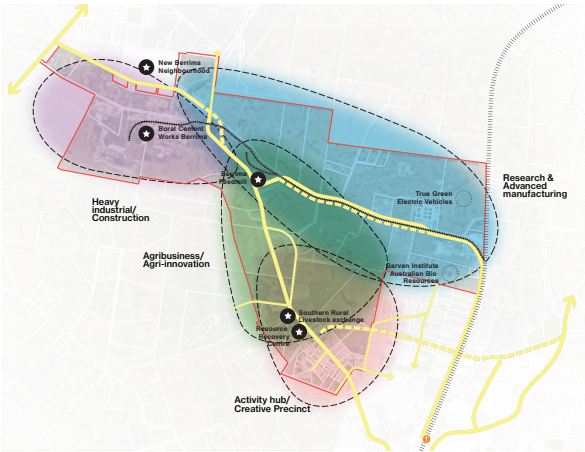 New Berrima
Neighbourhood
Boral Cement
Works Berrima
Berrima
Feedmill
Research &
Advanced
manufacturing
True Green
Electric Vehicles
Heavy
industrial/
Construction
Agribusiness/
Agri-innovation
Garvan Institute
Australian Bio
Resources
Southern Rural
Livestock exchange
Resource
Recovery
Centre
Activity hub/
Creative Precinct
T